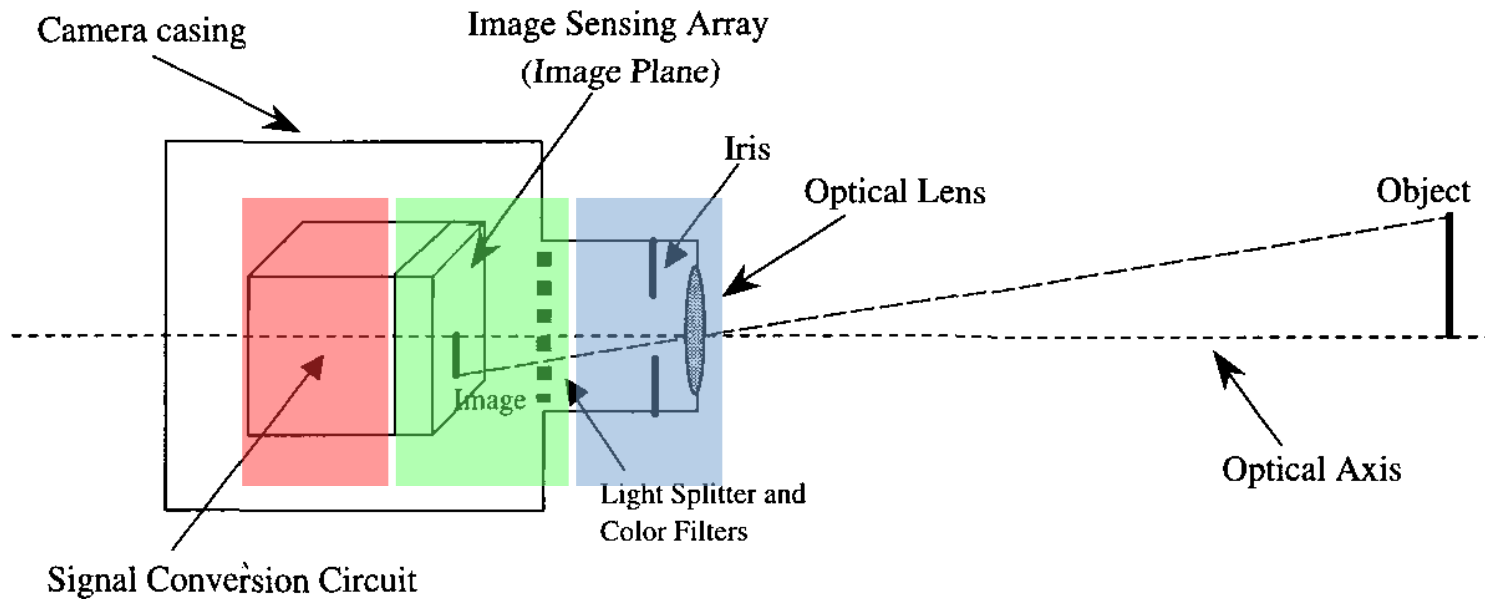 Camera casing
Image Sensing Array
(Image Plane)
Iris
Optical Lens
Object
Image
Light Splitter and
Color Filters
Optical Axis
Signal Conversion Circuit